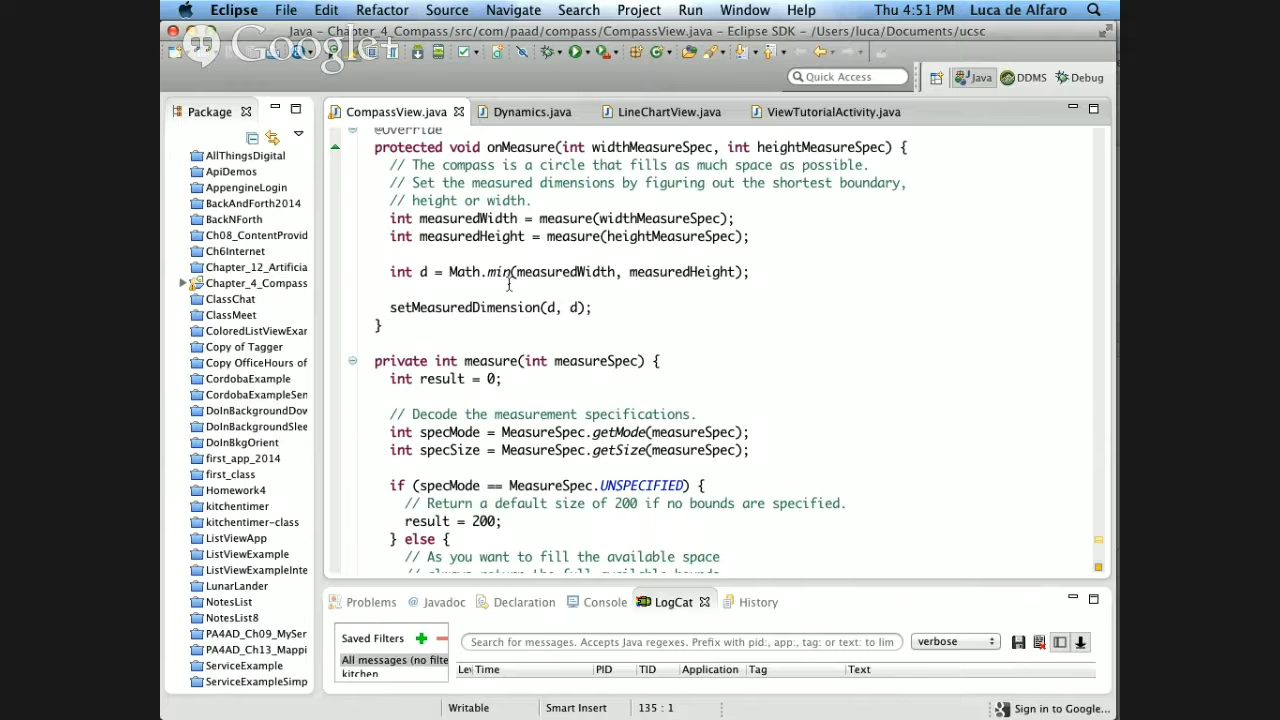 Eclipse File Edit Refactor Source Navigate Search Project Run Window Help Thu 4:51 PM Luca de Alfaro
Java – Chapter_4_Compass/src/com/paad/compass/CompassView.java – Eclipse SDK – /Users/luca/Documents/ucsc
Google+
Quick Access
Java DDMS Debug
Package
CompassView.java Dynamics.java LineChartView.java ViewTutorialActivity.java
AllThingsDigital
ApiDemos
AppengineLogin
BackAndForth2014
BackNForth
Ch08_ContentProvid
Ch6Internet
Chapter_12_Artificia
Chapter_4_Compass
ClassChat
ClassMeet
ColoredListViewExar
Copy of Tagger
Copy OfficeHours of
CordobaExample
CordobaExampleSen
DoInBackgroundDow
DoInBackgroundSlee
DoInBkgOrient
first_app_2014
first_class
Homework4
kitchentimer
kitchentimer-class
ListViewApp
ListViewExample
ListViewExampleInte
LunarLander
NotesList
NotesList8
PA4AD_Ch09_MySer
PA4AD_Ch13_Mappi
ServiceExample
ServiceExampleSimp
@Override
protected void onMeasure(int widthMeasureSpec, int heightMeasureSpec) {
// The compass is a circle that fills as much space as possible.
// Set the measured dimensions by figuring out the shortest boundary,
// height or width.
int measuredWidth = measure(widthMeasureSpec);
int measuredHeight = measure(heightMeasureSpec);
int d = Math.min(measuredWidth, measuredHeight);
setMeasuredDimension(d, d);
}
private int measure(int measureSpec) {
int result = 0;
// Decode the measurement specifications.
int specMode = MeasureSpec.getMode(measureSpec);
int specSize = MeasureSpec.getSize(measureSpec);
if (specMode == MeasureSpec.UNSPECIFIED) {
// Return a default size of 200 if no bounds are specified.
result = 200;
} else {
// As you want to fill the available space
// always return the full available bounds
Problems @ Javadoc Declaration Console LogCat History
Saved Filters
All messages (no filte
kitchen
Search for messages. Accepts Java regexes. Prefix with pid:, app:, tag: or text: to lim
verbose
Le Time PID TID Application Tag Text
Writable Smart Insert 135 : 1 Sign in to Google...